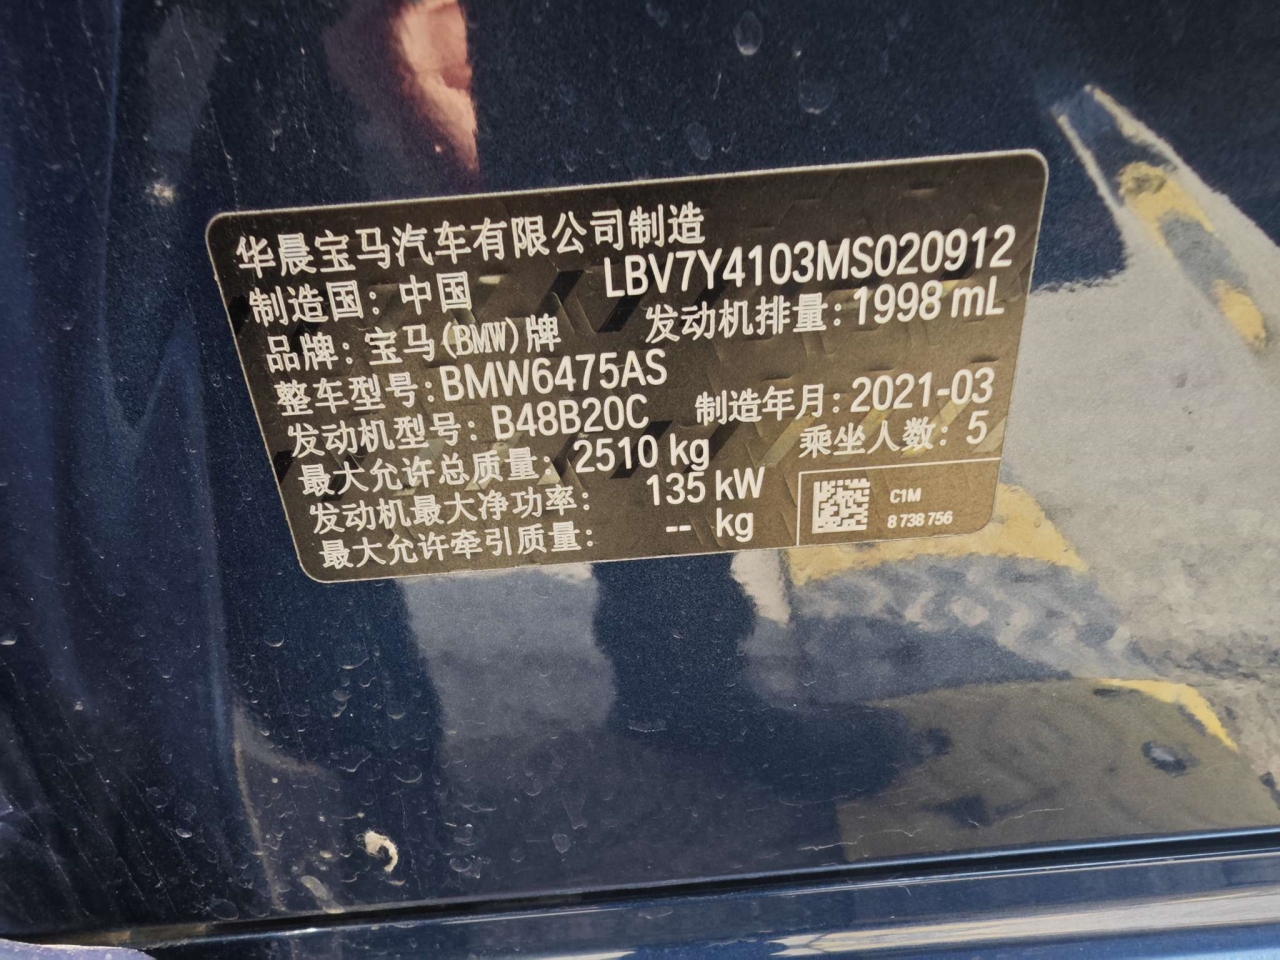 华晨宝马汽车有限公司制造
制造国：中国 LBV7Y4103MS020912
品牌：宝马(BMW)牌 发动机排量：1998 mL
整车型号：BMW6475AS
发动机型号：B48B20C 制造年月：2021-03
最大允许总质量：2510 kg 乘坐人数：5
发动机最大净功率：135 kW
最大允许牵引质量：-- kg
C1M
8 738 756